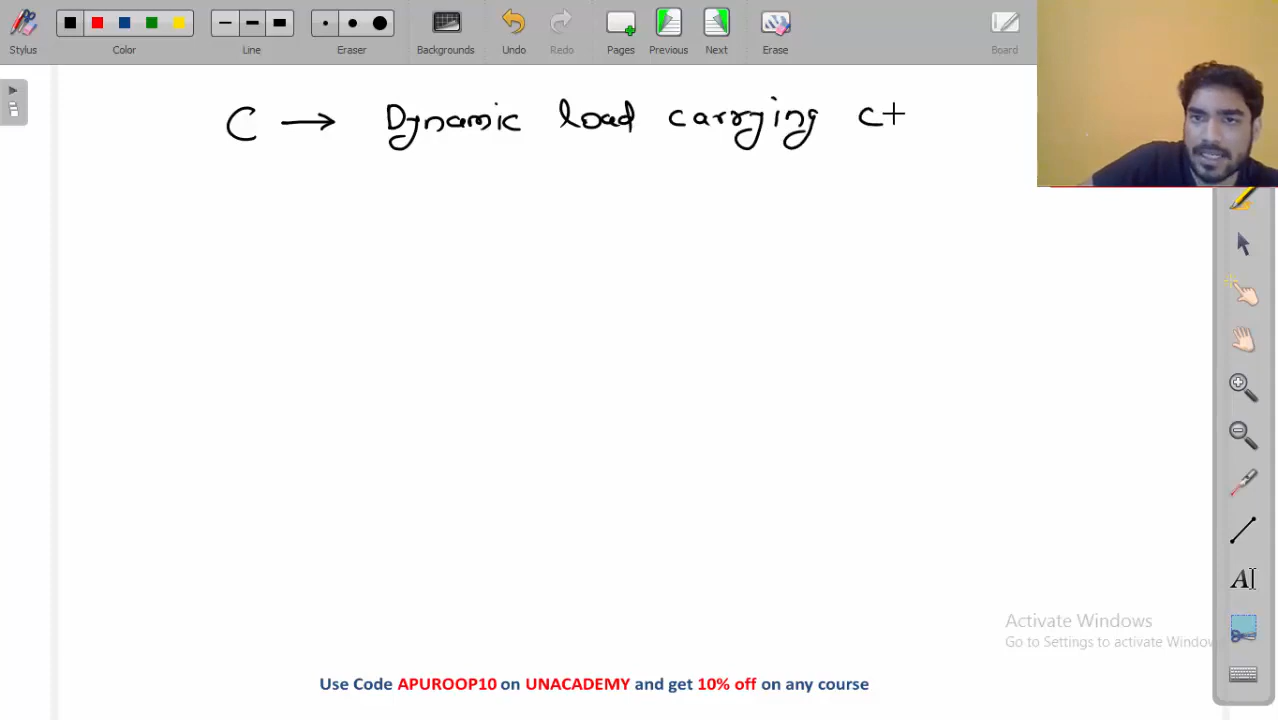 Stylus Color Line Eraser Backgrounds Undo Redo Pages Previous Next Erase Board
C → Dynamic load carrying c
A
Activate Windows
Go to Settings to activate Window
Use Code APUROOP10 on UNACADEMY and get 10% off on any course